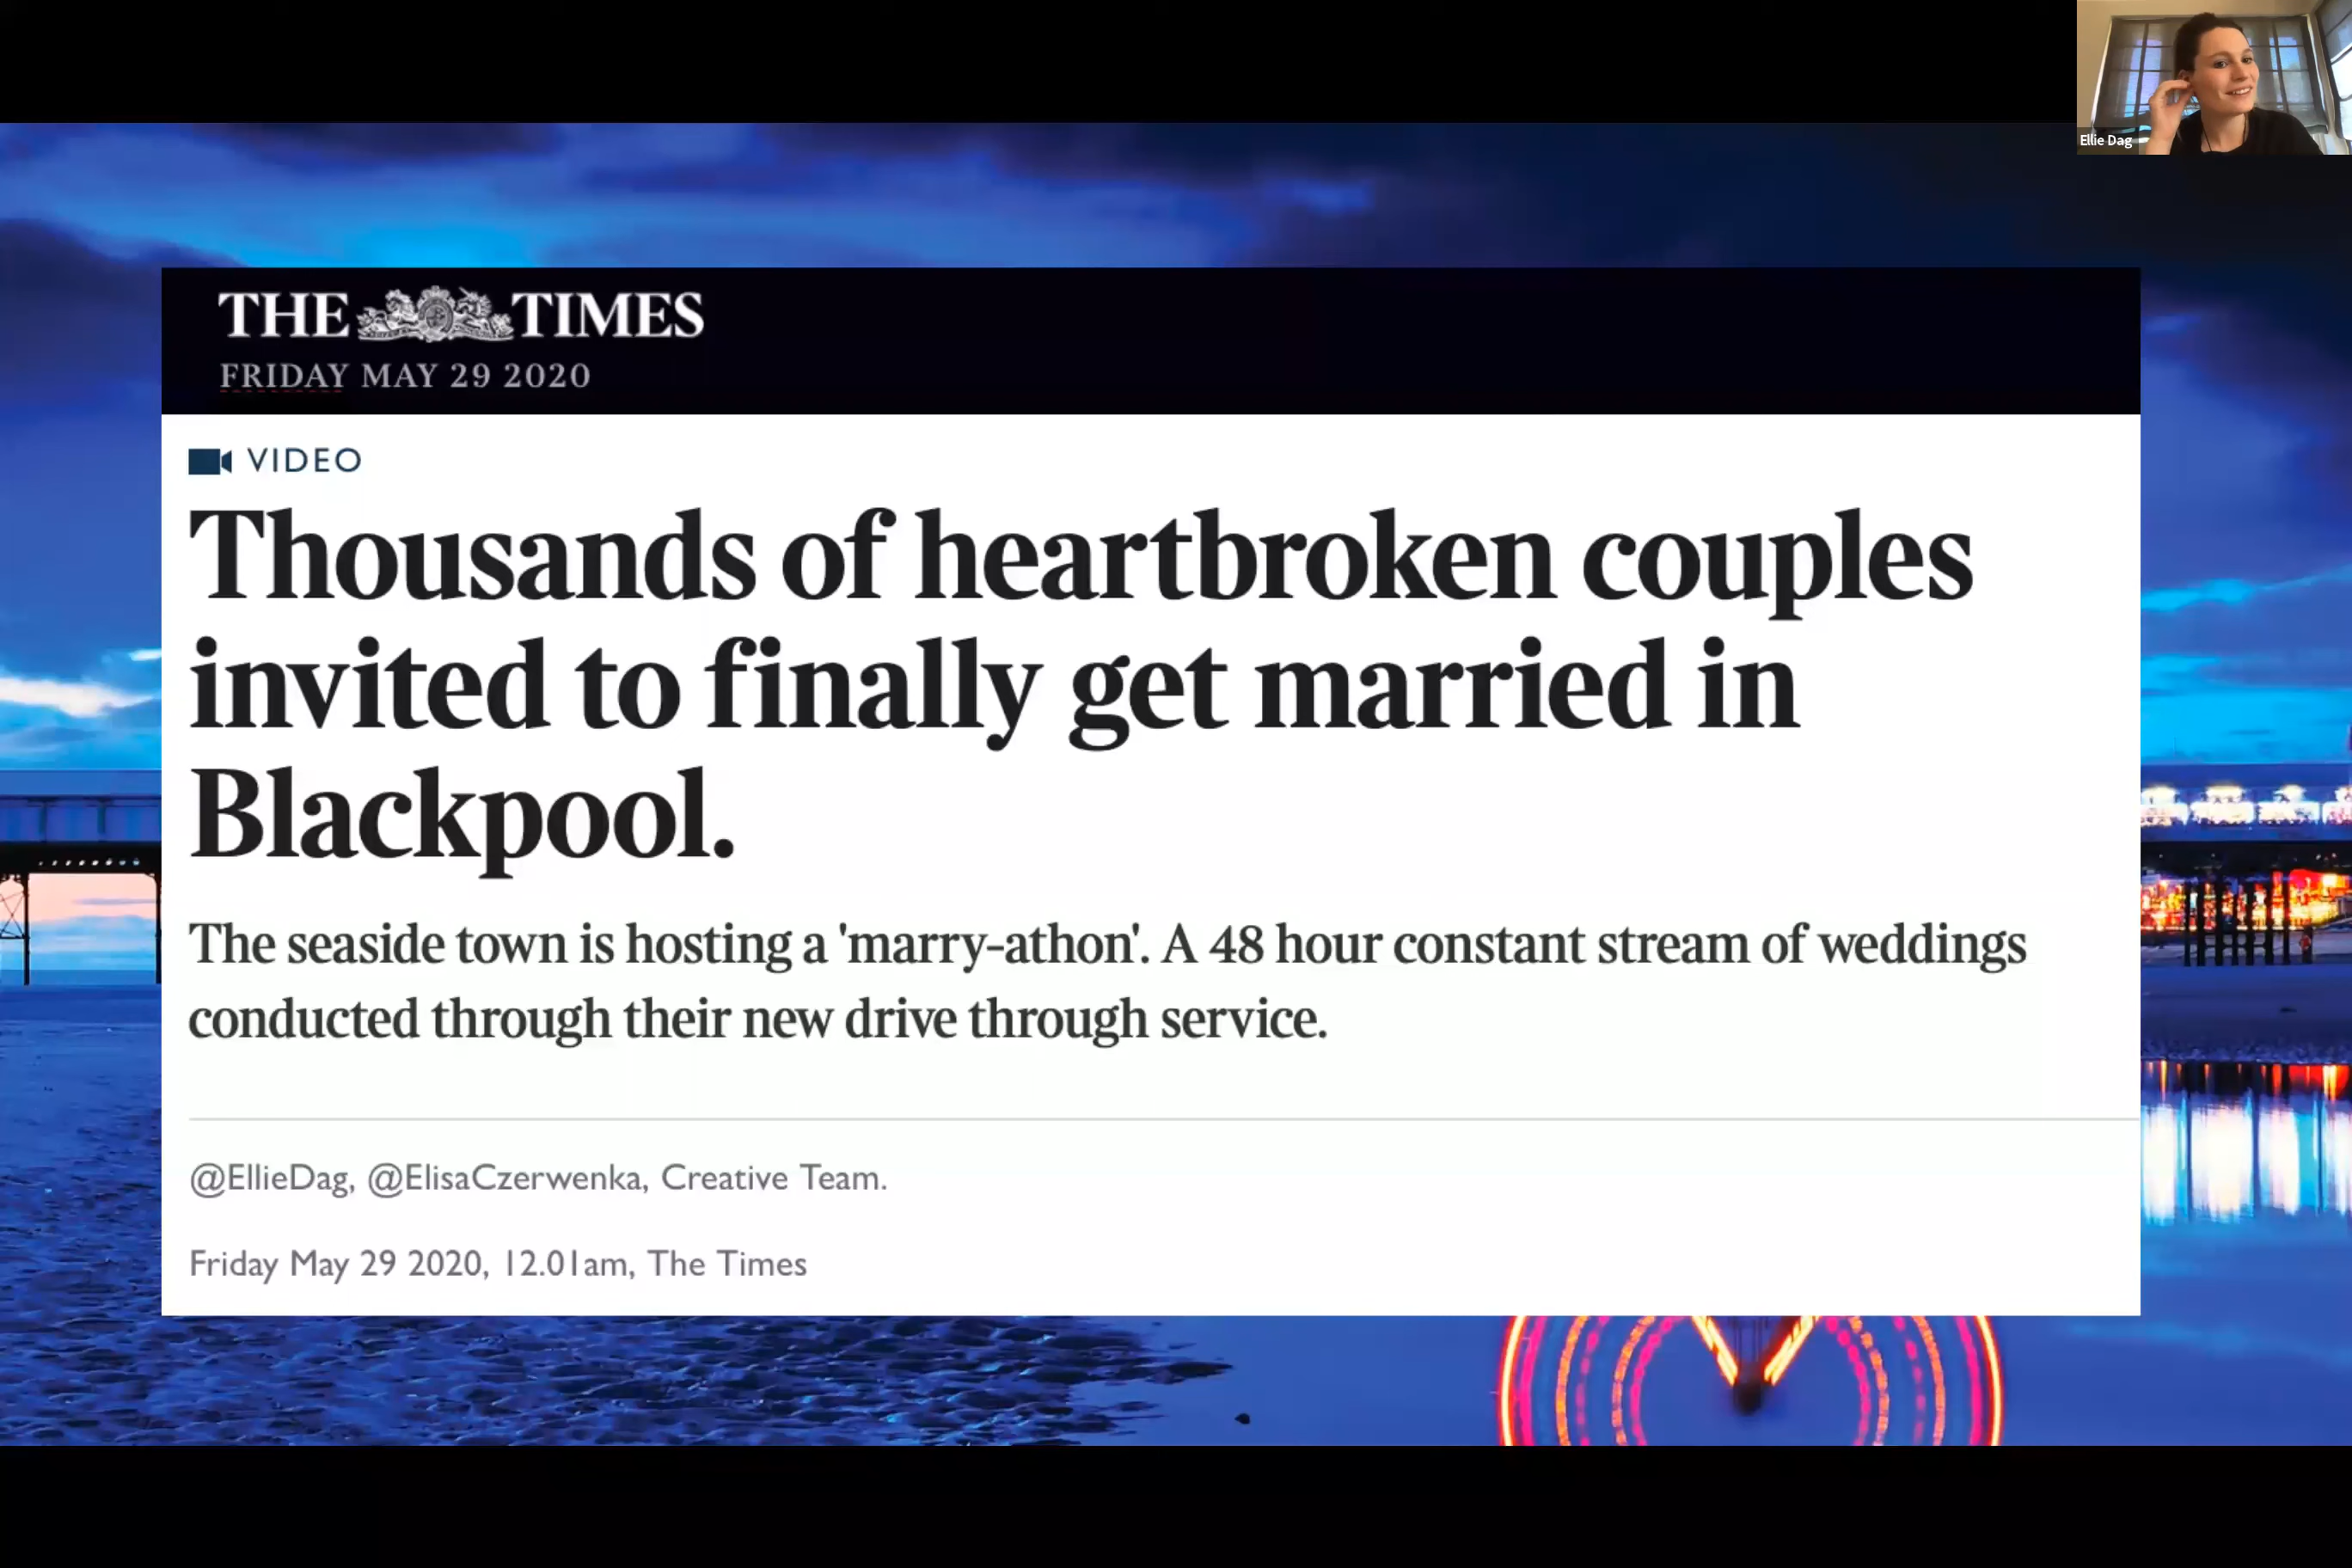 Ellie Dag
THE TIMES
FRIDAY MAY 29 2020
VIDEO
Thousands of heartbroken couples
invited to finally get married in
Blackpool.
The seaside town is hosting a 'marry-athon'. A 48 hour constant stream of weddings
conducted through their new drive through service.
@EllieDag, @ElisaCzerwenka, Creative Team.
Friday May 29 2020, 12.01am, The Times